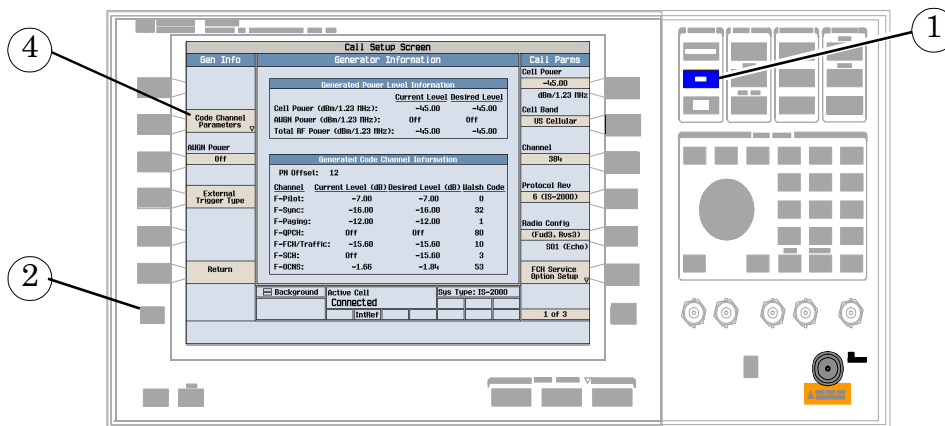 1
4
2
Call Setup Screen
Gen Info
Code Channel
Parameters
AWGN Power
Off
External
Trigger Type
Return
Generator Information
Generated Power Level Information
Current Level Desired Level
Cell Power (dBm/1.23 MHz): -45.00 -45.00
AWGN Power (dBm/1.23 MHz): Off Off
Total RF Power (dBm/1.23 MHz): -45.00 -45.00
Generated Code Channel Information
PN Offset: 12
Channel Current Level (dB) Desired Level (dB) Walsh Code
F-Pilot: -7.00 -7.00 0
F-Sync: -16.00 -16.00 32
F-Paging: -12.00 -12.00 1
F-QPCH: Off Off 80
F-FCH/Traffic: -15.60 -15.60 10
F-SCH: Off -15.60 3
F-OCNS: -1.66 -1.84 53
Call Parms
Cell Power
-45.00
dBm/1.23 MHz
Cell Band
US Cellular
Channel
384
Protocol Rev
6 (IS-2000)
Radio Config
(Fwd3, Rvs3)
SO1 (Echo)
FCH Service
Option Setup
1 of 3
Background
Active Cell
Connected
Sys Type: IS-2000
IntRef